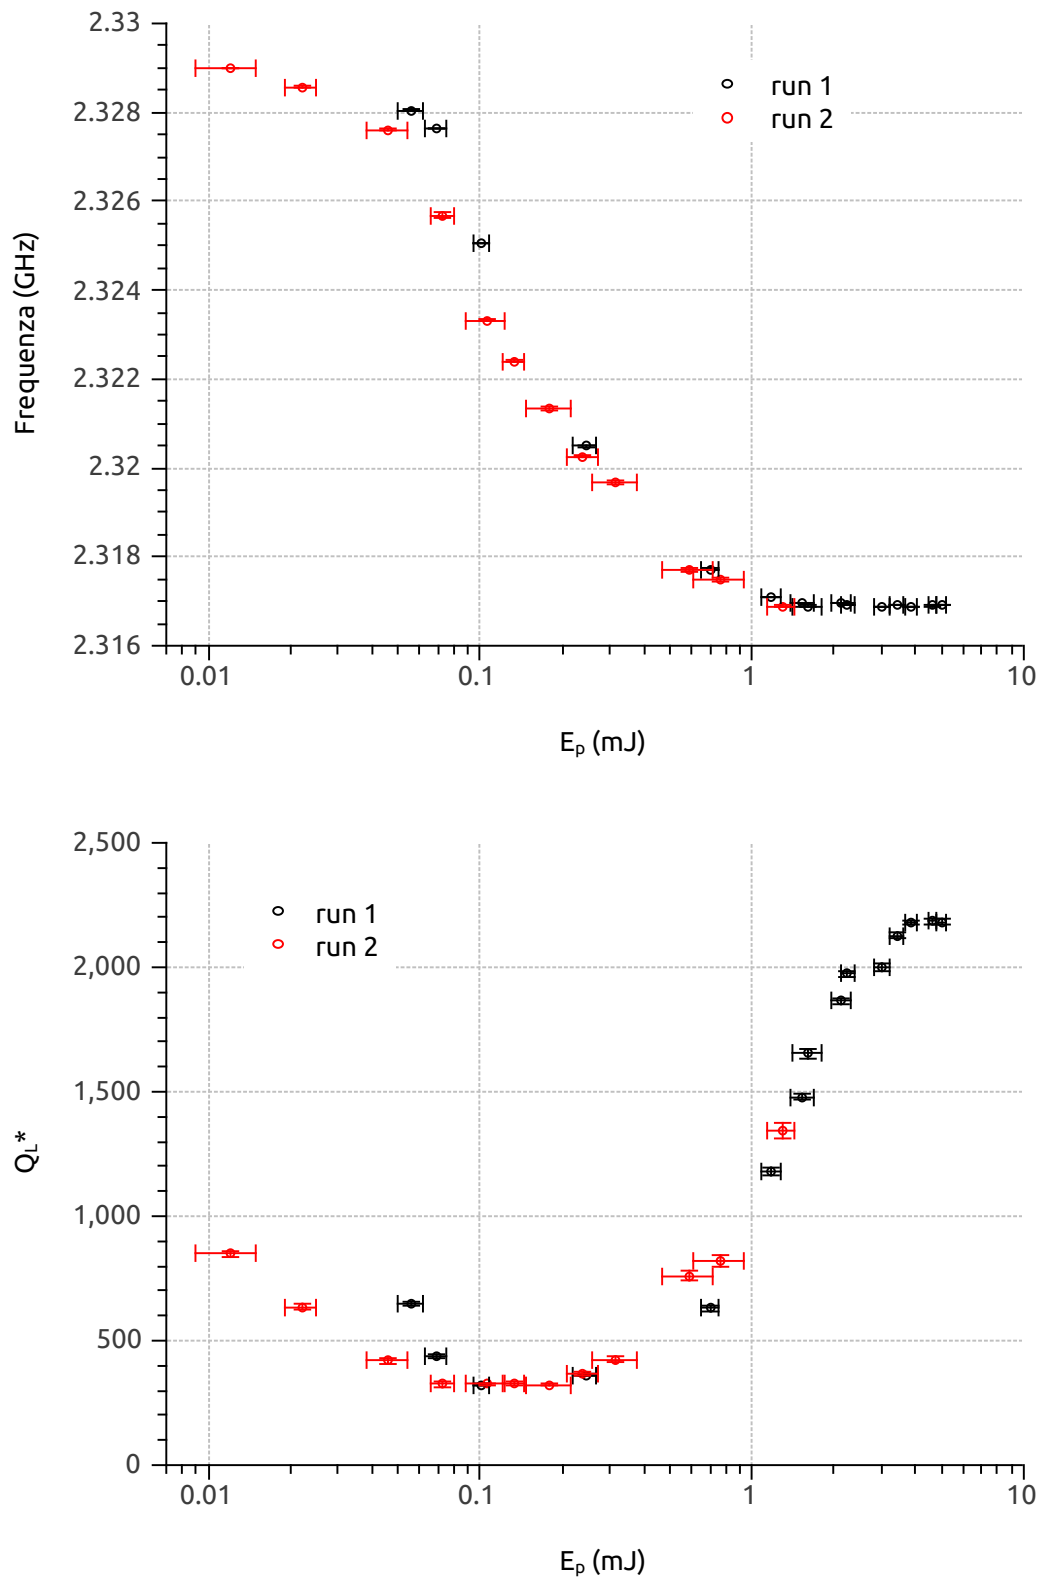 2.33
2.328
2.326
2.324
2.322
2.32
2.318
2.316
Frequenza (GHz)
run 1
run 2
0.01 0.1 1 10
Eₚ (mJ)
2,500
2,000
1,500
1,000
500
0
Q_L*
run 1
run 2
0.01 0.1 1 10
Eₚ (mJ)